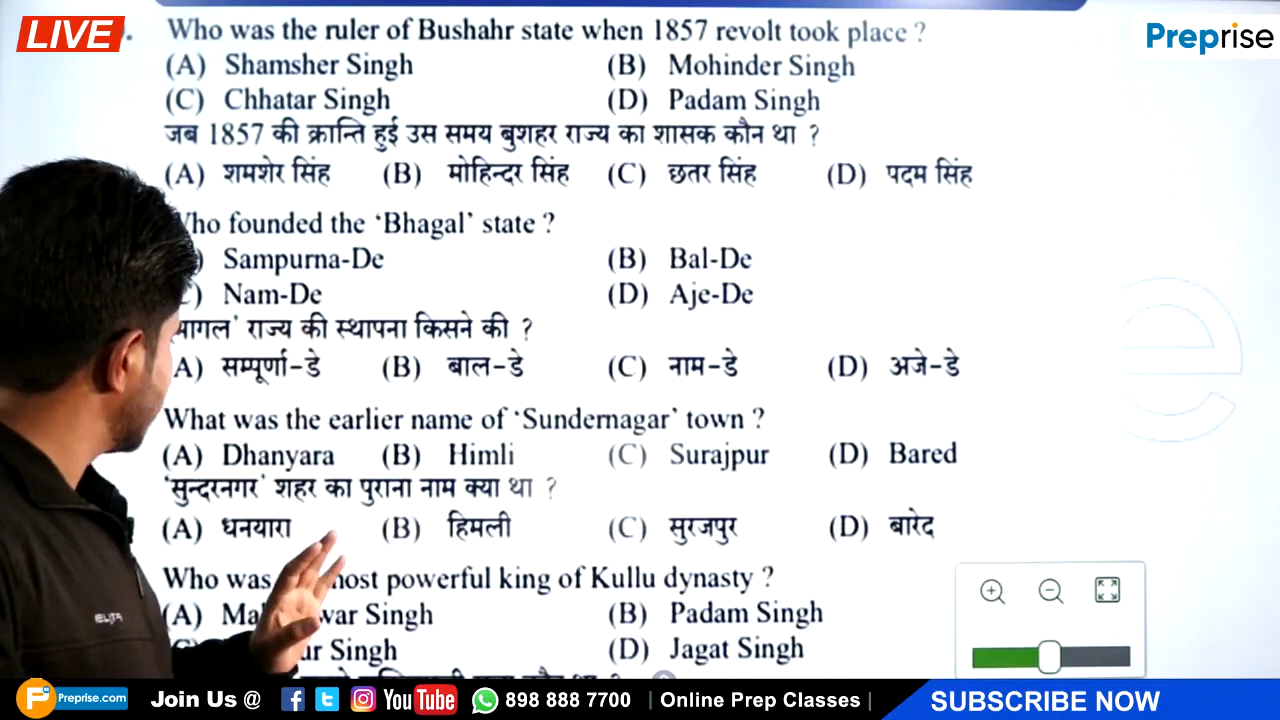 LIVE
Preprise
Who was the ruler of Bushahr state when 1857 revolt took place ?
(A) Shamsher Singh (B) Mohinder Singh
(C) Chhatar Singh (D) Padam Singh
जब 1857 की क्रान्ति हुई उस समय बुशहर राज्य का शासक कौन था ?
(A) शमशेर सिंह (B) मोहिन्दर सिंह (C) छतर सिंह (D) पदम सिंह
founded the ‘Bhagal’ state ?
Sampurna-De (B) Bal-De
Nam-De (D) Aje-De
राज्य की स्थापना किसने की ?
A) सम्पूर्णा-डे (B) बाल-डे (C) नाम-डे (D) अजे-डे
What was the earlier name of ‘Sundernagar’ town ?
(A) Dhanyara (B) Himli (C) Surajpur (D) Bared
‘सुन्दरनगर’ शहर का पुराना नाम क्या था ?
(A) धनयारा (B) हिमली (C) सुरजपुर (D) बारेद
Who was most powerful king of Kullu dynasty ?
(A) Singh (B) Padam Singh
Singh (D) Jagat Singh
Preprise.com Join Us @ YouTube 898 888 7700 | Online Prep Classes | SUBSCRIBE NOW